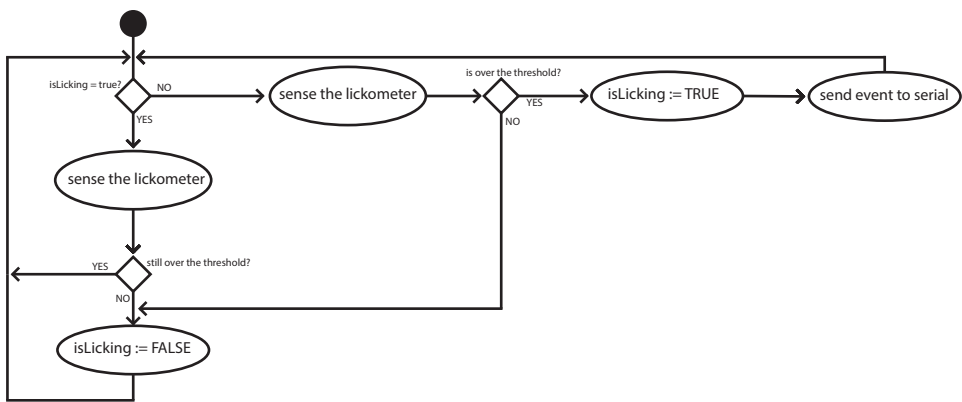 is over the threshold?
isLicking = true?
NO
sense the lickometer
YES
isLicking := TRUE
send event to serial
YES
NO
sense the lickometer
still over the threshold?
YES
NO
isLicking := FALSE